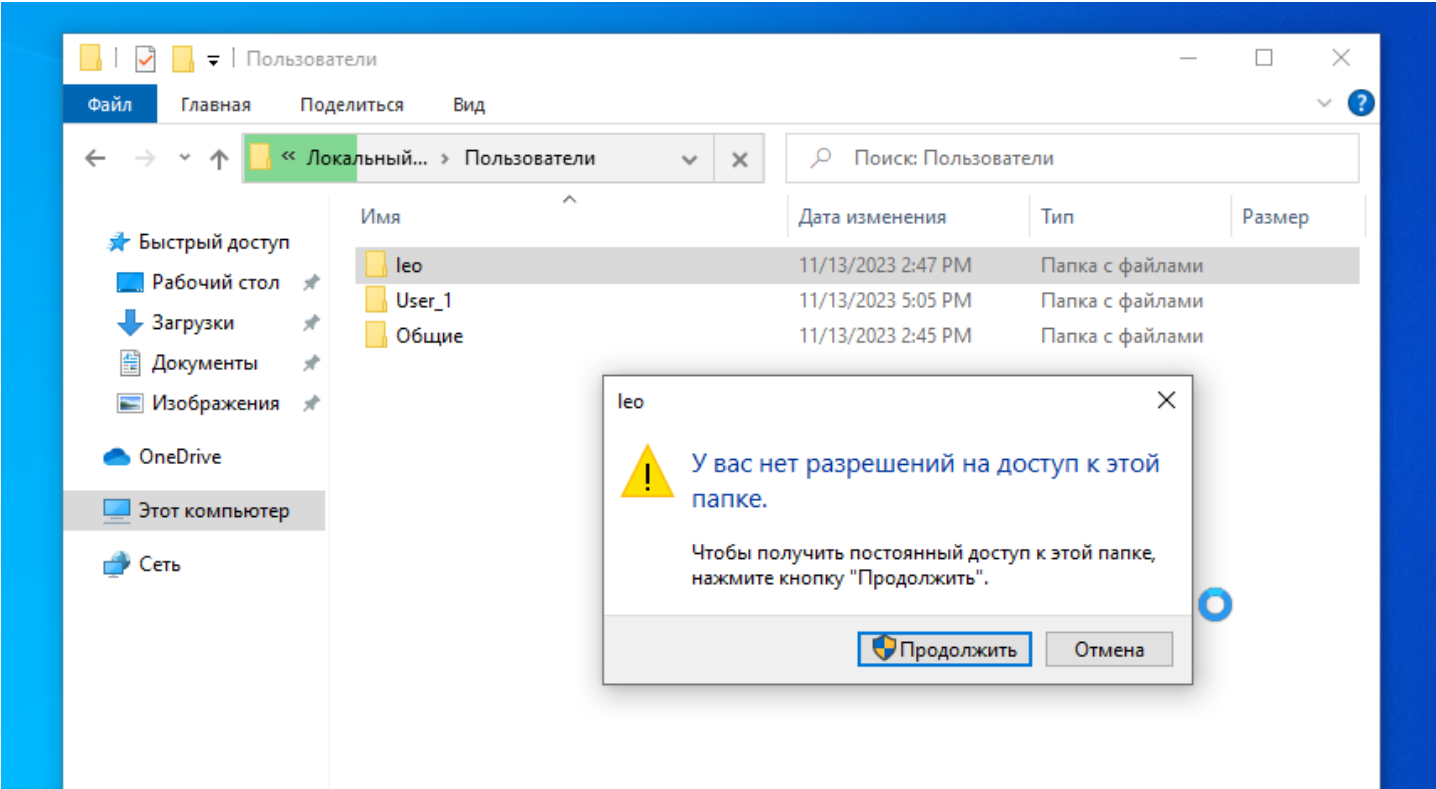 Пользователи
Файл Главная Поделиться Вид ?
« Локальный... › Пользователи Поиск: Пользователи
Имя Дата изменения Тип Размер
Быстрый доступ
Рабочий стол
Загрузки
Документы
Изображения
OneDrive
Этот компьютер
Сеть
leo 11/13/2023 2:47 PM Папка с файлами
User_1 11/13/2023 5:05 PM Папка с файлами
Общие 11/13/2023 2:45 PM Папка с файлами
leo
У вас нет разрешений на доступ к этой
папке.
Чтобы получить постоянный доступ к этой папке,
нажмите кнопку "Продолжить".
Продолжить Отмена